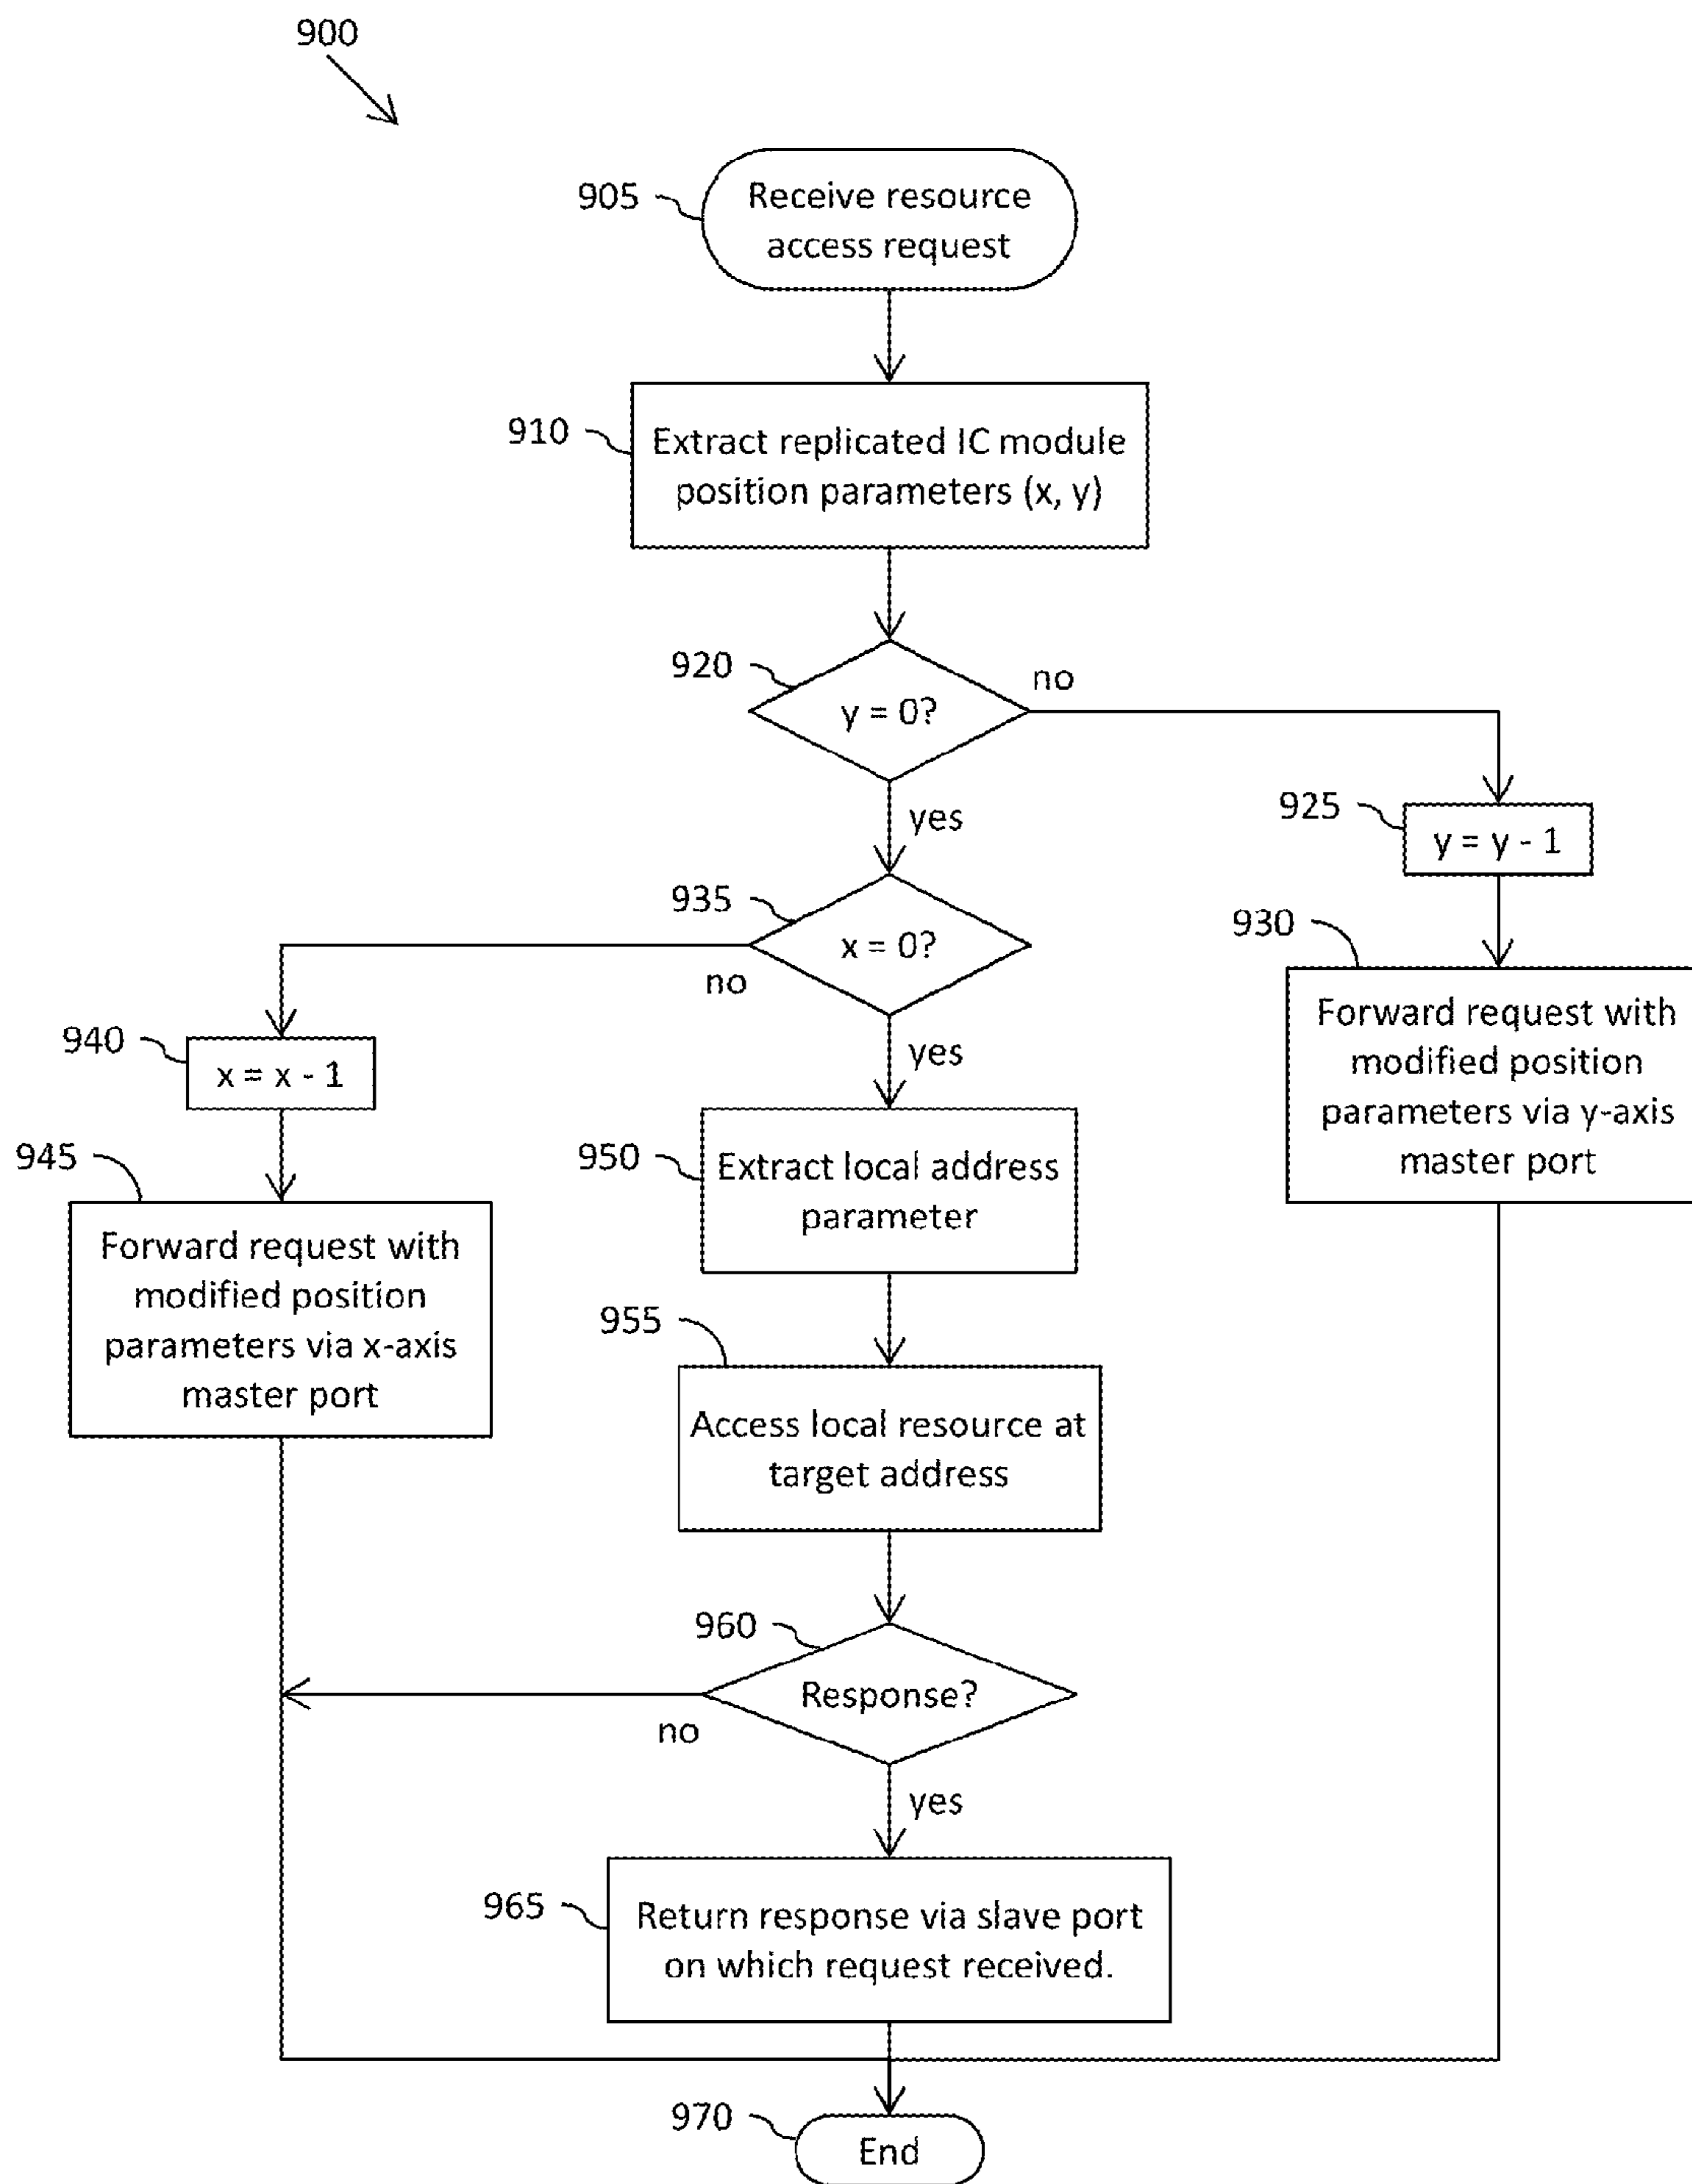 900
905
Receive resource
access request
910
Extract replicated IC module
position parameters (x, y)
920
y = 0?
no
yes
925
y = y - 1
935
x = 0?
no
yes
930
Forward request with
modified position
parameters via y-axis
master port
940
x = x - 1
945
Forward request with
modified position
parameters via x-axis
master port
950
Extract local address
parameter
955
Access local resource at
target address
960
Response?
no
yes
965
Return response via slave port
on which request received.
970
End